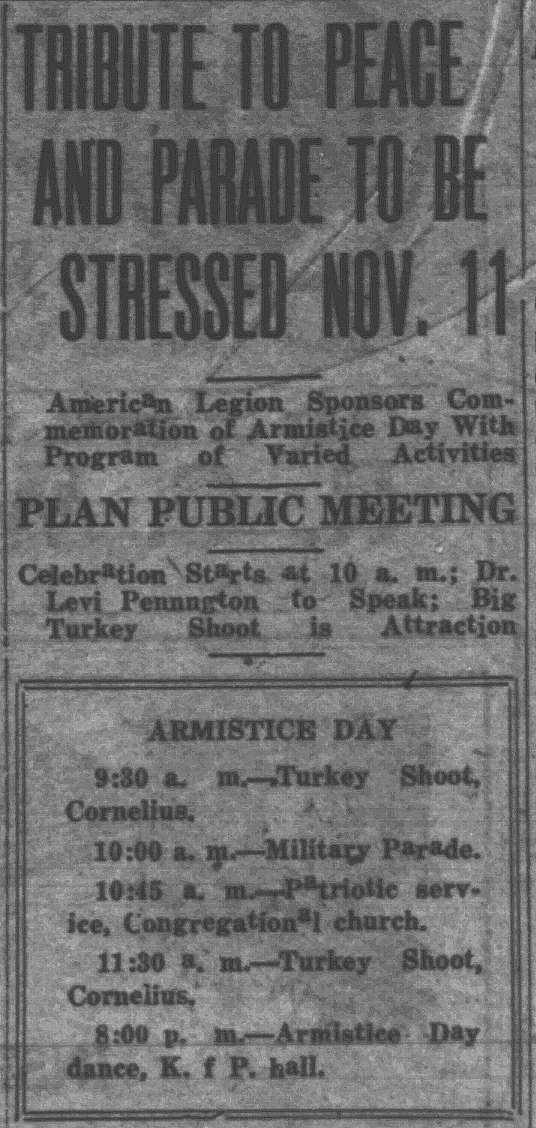 TRIBUTE TO PEACE
AND PARADE TO BE
STRESSED NOV. 11
American Legion Sponsors Com-
memoration of Armistice Day With
Program of Varied Activities
PLAN PUBLIC MEETING
Celebration Starts at 10 a. m.; Dr.
Levi Pennngton to Speak; Big
Turkey Shoot is Attraction
ARMISTICE DAY
9:30 a. m.—Turkey Shoot,
Cornelius.
10:00 a. m.—Military Parade.
10:45 a. m.—Patriotic serv-
ice, Congregational church.
11:30 a. m.—Turkey Shoot,
Cornelius.
8:00 p. m.—Armistice Day
dance, K. f P. hall.